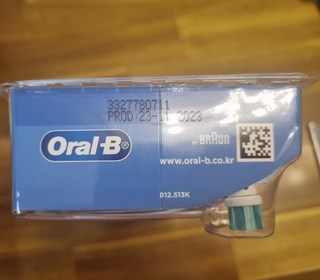 3327780711
PROD:23-11 2023
Oral-B®
BY BRAUN
www.oral-b.co.kr
D12.513K